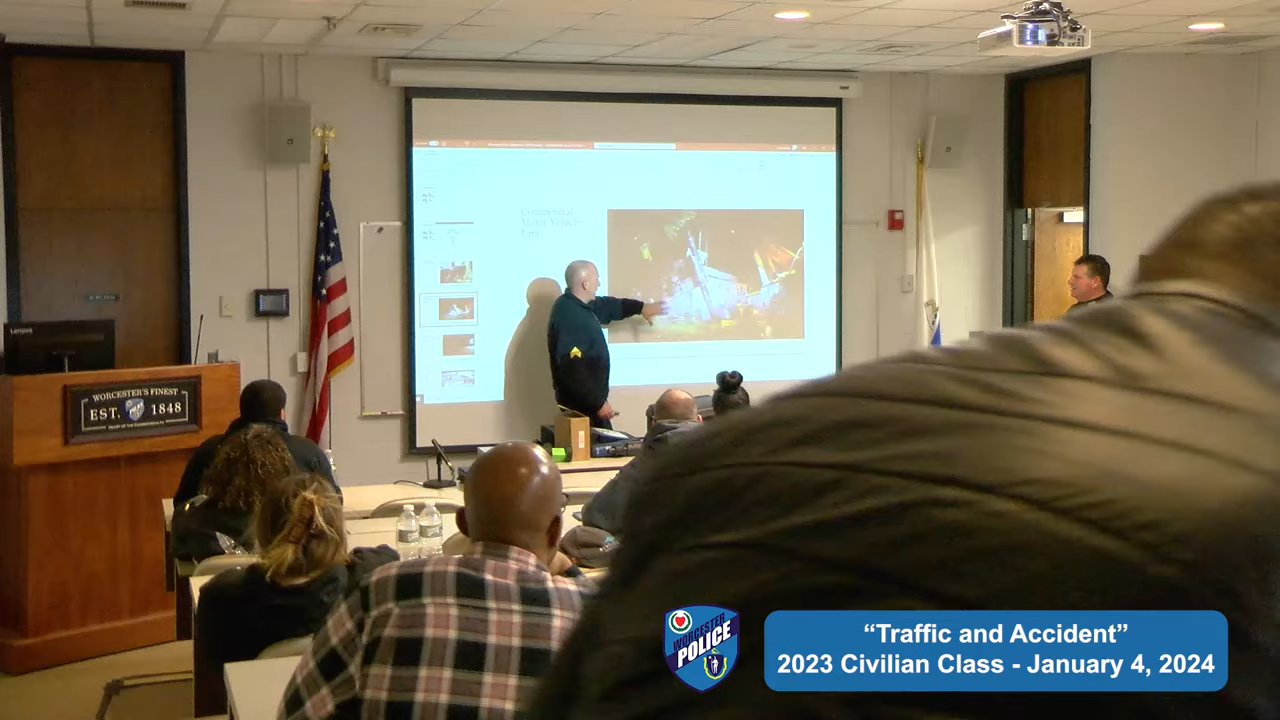 Commercial
Motor Vehicle
Unit
Lenovo
WORCESTER'S FINEST
EST. 1848
WORCESTER
POLICE
“Traffic and Accident”
2023 Civilian Class - January 4, 2024